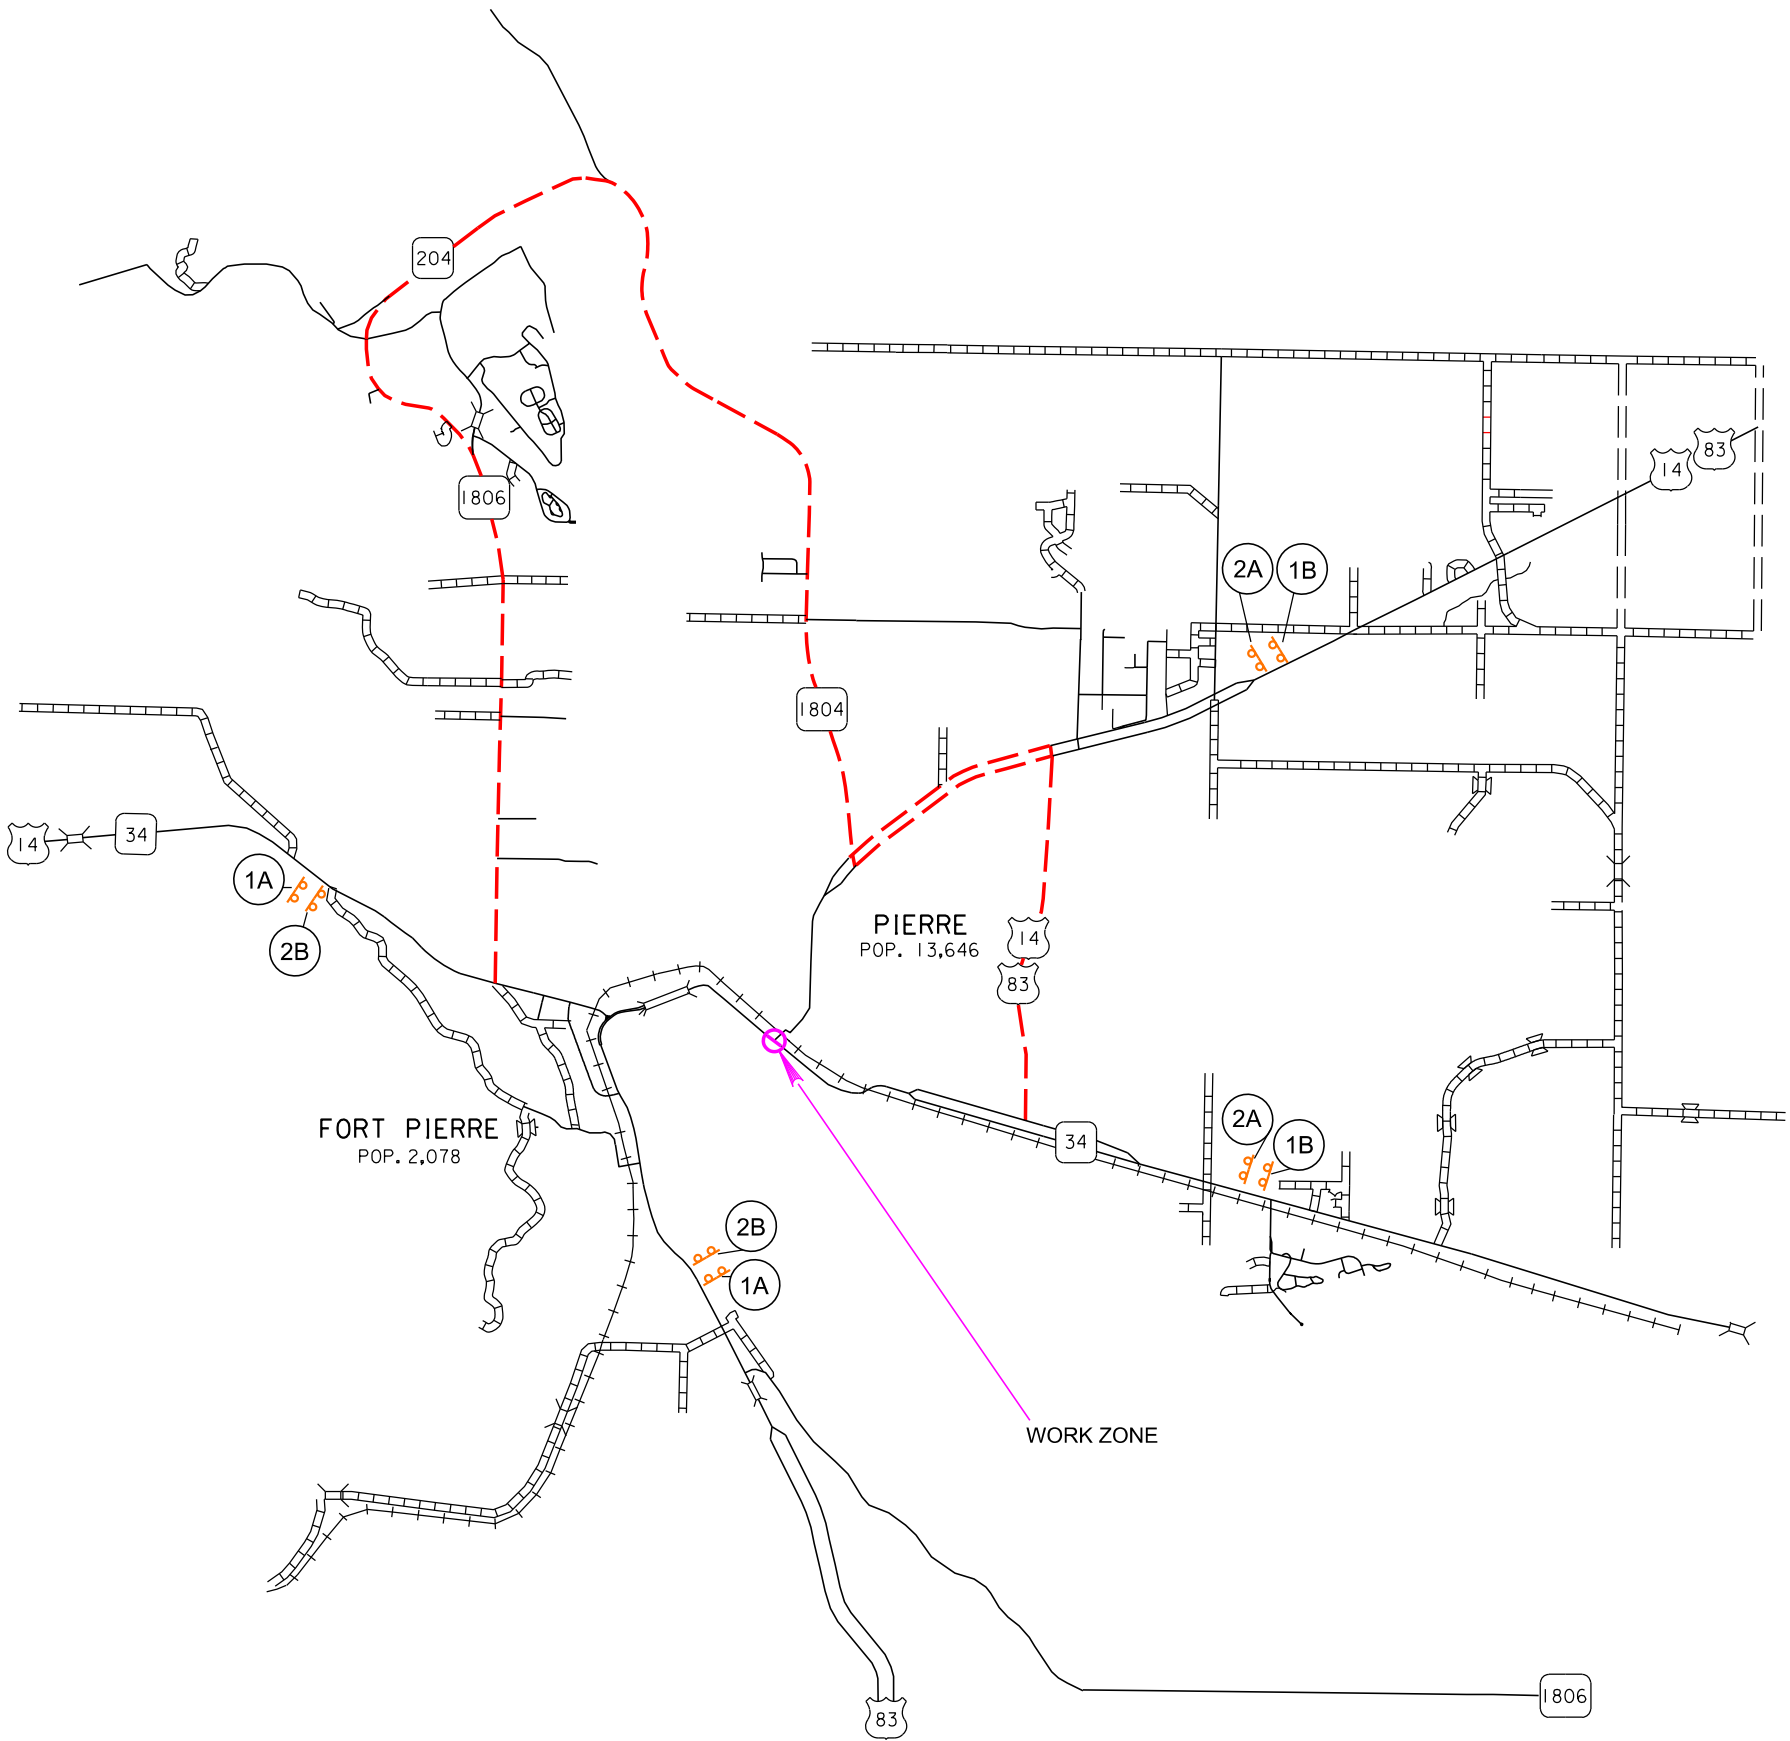 204
83
14
1806
2A
1B
1804
14
34
1A
PIERRE
POP. 13,646
14
2B
83
FORT PIERRE
POP. 2,078
2A
34
1B
2B
1A
WORK ZONE
1806
83